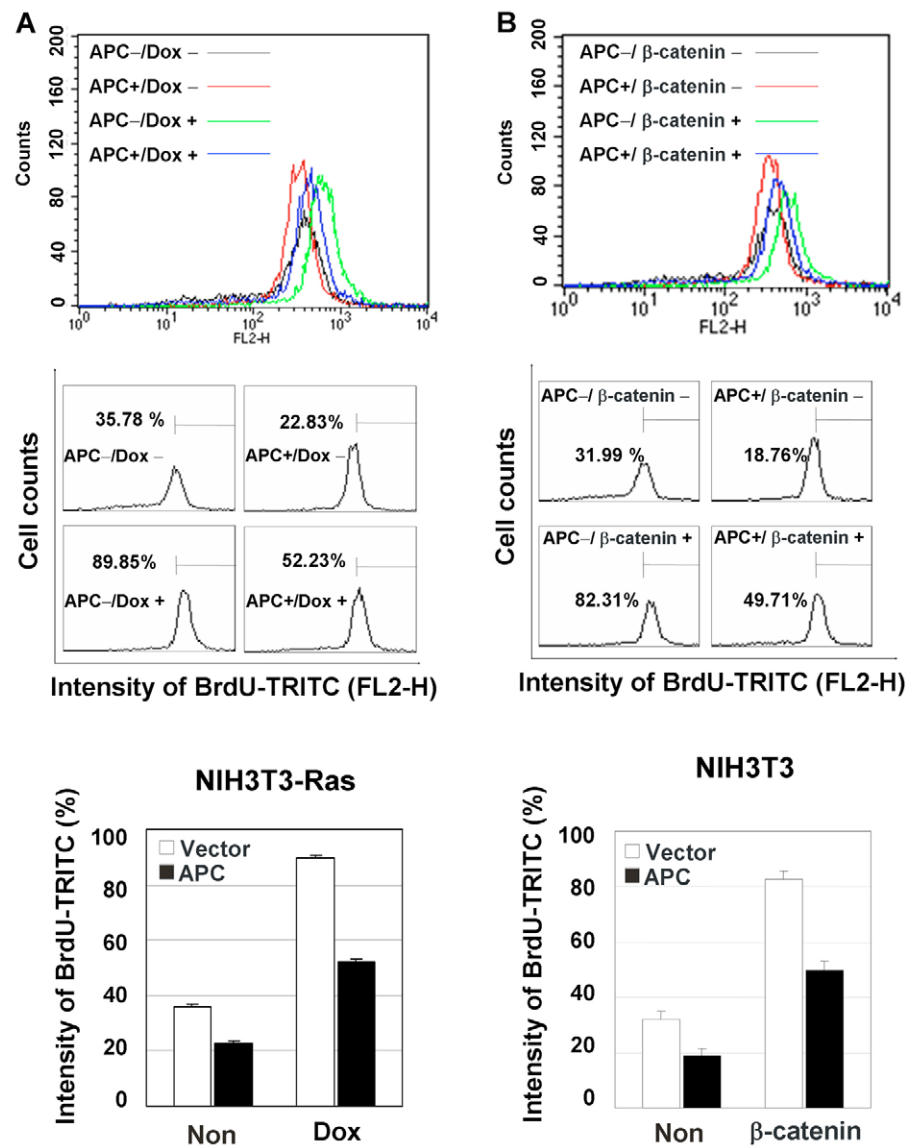 A
200
160
120
80
40
0
Counts
APC–/Dox –
APC+/Dox –
APC–/Dox +
APC+/Dox +
10⁰ 10¹ 10² 10³ 10⁴
FL2-H
B
200
160
120
80
40
0
Counts
APC–/ β-catenin –
APC+/ β-catenin –
APC–/ β-catenin +
APC+/ β-catenin +
10⁰ 10¹ 10² 10³ 10⁴
FL2-H
Cell counts
35.78 %
APC–/Dox –
22.83%
APC+/Dox –
89.85%
APC–/Dox +
52.23%
APC+/Dox +
Intensity of BrdU-TRITC (FL2-H)
Cell counts
APC–/ β-catenin –
31.99 %
APC+/ β-catenin –
18.76%
APC–/ β-catenin +
82.31%
APC+/ β-catenin +
49.71%
Intensity of BrdU-TRITC (FL2-H)
NIH3T3-Ras
Intensity of BrdU-TRITC (%)
100
80
60
40
20
0
Vector
APC
Non Dox
NIH3T3
Intensity of BrdU-TRITC (%)
100
80
60
40
20
0
Vector
APC
Non β-catenin